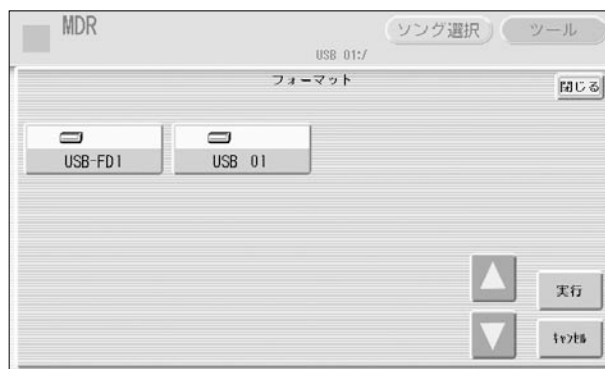 MDR
ソング選択
ツール
USB 01:/
フォーマット
閉じる
USB-FD1
USB 01
実行
ｷｬﾝｾﾙ